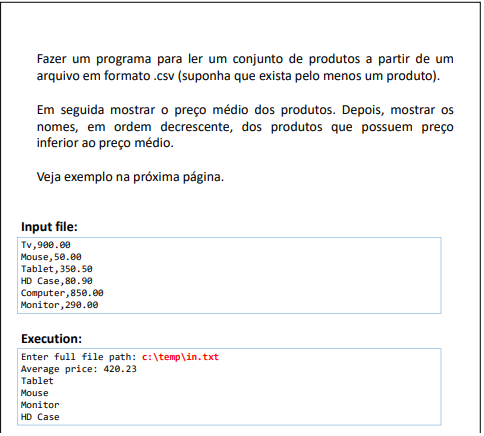 Fazer um programa para ler um conjunto de produtos a partir de um
arquivo em formato .csv (suponha que exista pelo menos um produto).
Em seguida mostrar o preço médio dos produtos. Depois, mostrar os
nomes, em ordem decrescente, dos produtos que possuem preço
inferior ao preço médio.
Veja exemplo na próxima página.
Input file:
Tv,900.00
Mouse,50.00
Tablet,350.50
HD Case,80.90
Computer,850.00
Monitor,290.00
Execution:
Enter full file path: c:\temp\in.txt
Average price: 420.23
Tablet
Mouse
Monitor
HD Case